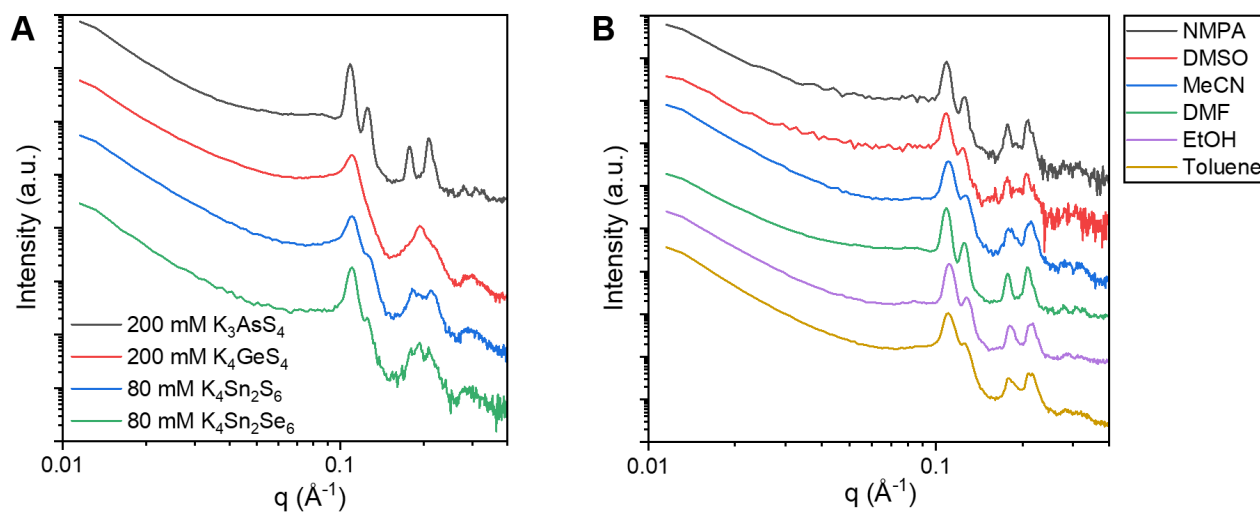 A
Intensity (a.u.)
200 mM K₃AsS₄
200 mM K₄GeS₄
80 mM K₄Sn₂S₆
80 mM K₄Sn₂Se₆
0.01
0.1
q (Å⁻¹)
B
Intensity (a.u.)
0.01
0.1
q (Å⁻¹)
NMPA
DMSO
MeCN
DMF
EtOH
Toluene